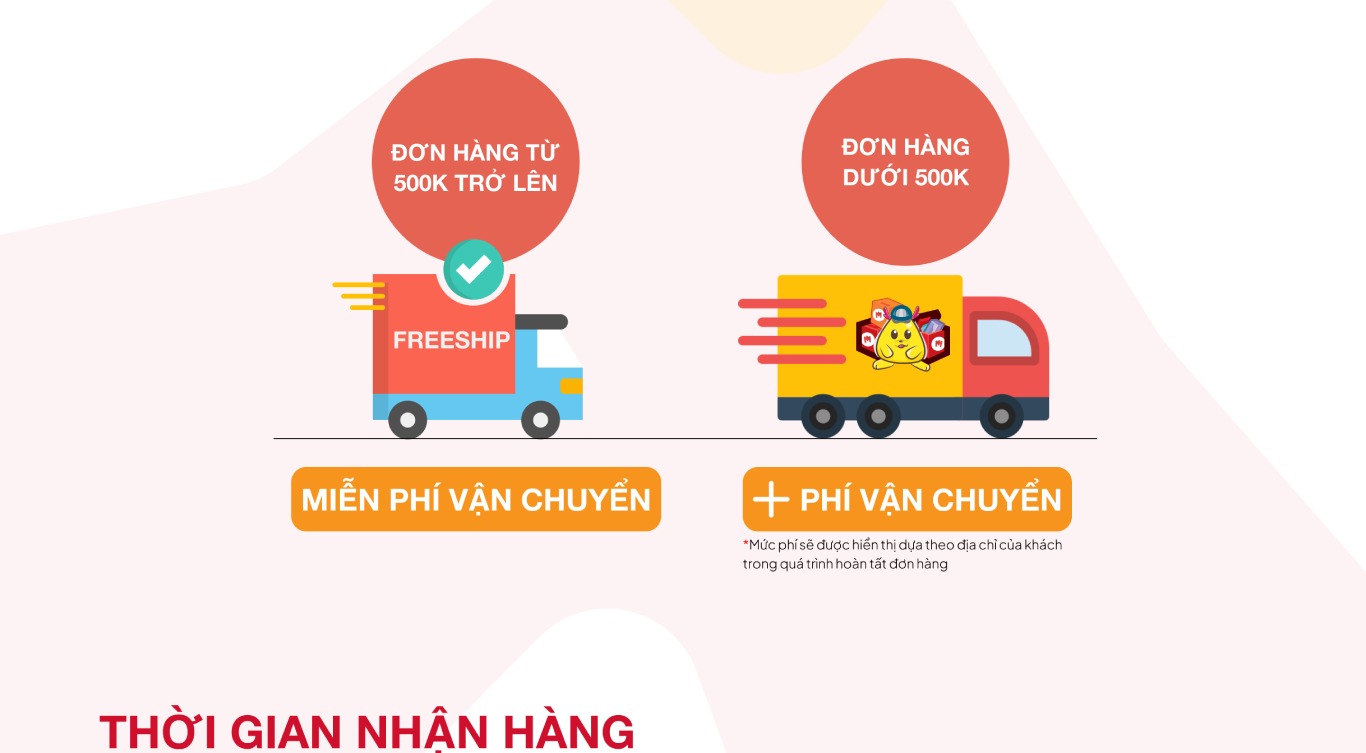 ĐƠN HÀNG TỪ
500K TRỞ LÊN
FREESHIP
MIỄN PHÍ VẬN CHUYỂN
ĐƠN HÀNG
DƯỚI 500K
+ PHÍ VẬN CHUYỂN
*Mức phí sẽ được hiển thị dựa theo địa chỉ của khách
trong quá trình hoàn tất đơn hàng
THỜI GIAN NHẬN HÀNG